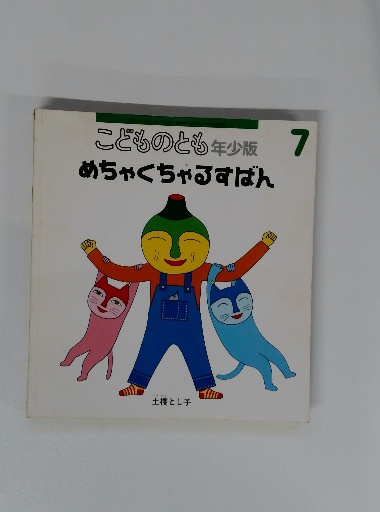 こどものとも年少版 7
めちゃくちゃるすばん
土橋とし子